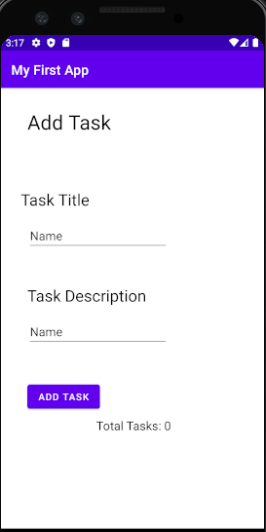 3:17
My First App
Add Task
Task Title
Name
Task Description
Name
ADD TASK
Total Tasks: 0